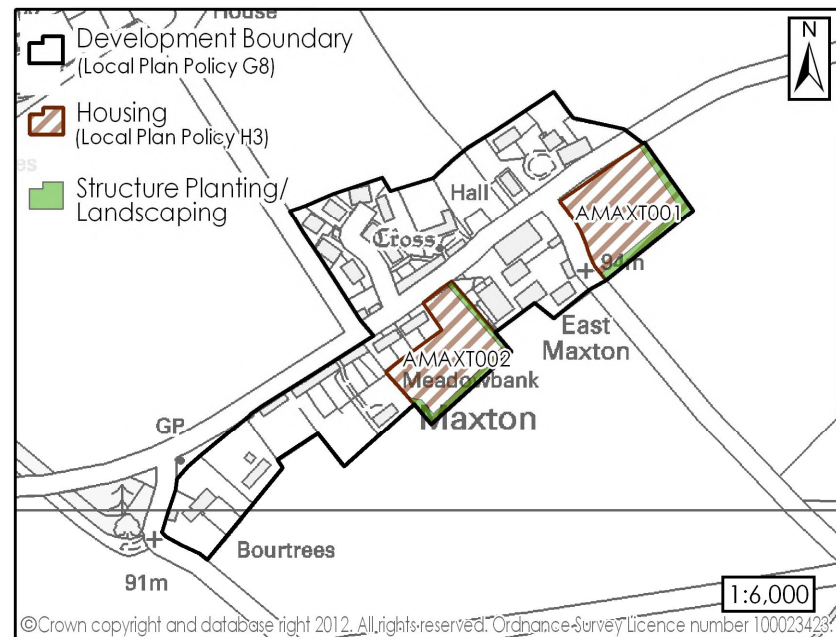 House
Development Boundary
(Local Plan Policy G8)
Housing
(Local Plan Policy H3)
es
Structure Planting/
Landscaping
N
Hall
Cross
AMAXT001
94m
East
Maxton
AMAXT002
Meadowbank
Maxton
GP
Bourtrees
91m
1:6,000
©Crown copyright and database right 2012. All rights reserved. Ordnance Survey Licence number 100023423